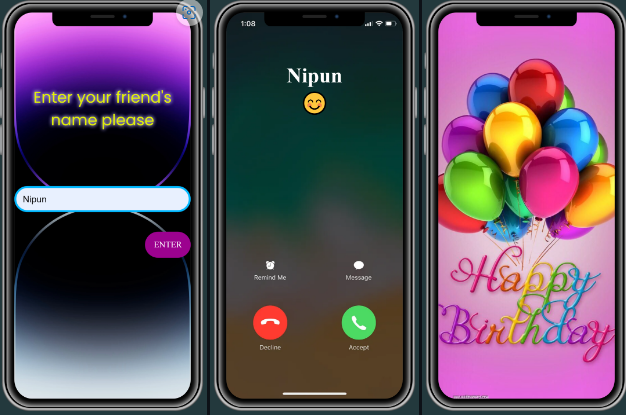 Enter your friend's
name please
Nipun
ENTER
1:08
Nipun
Remind Me
Message
Decline
Accept
Happy
Birthday